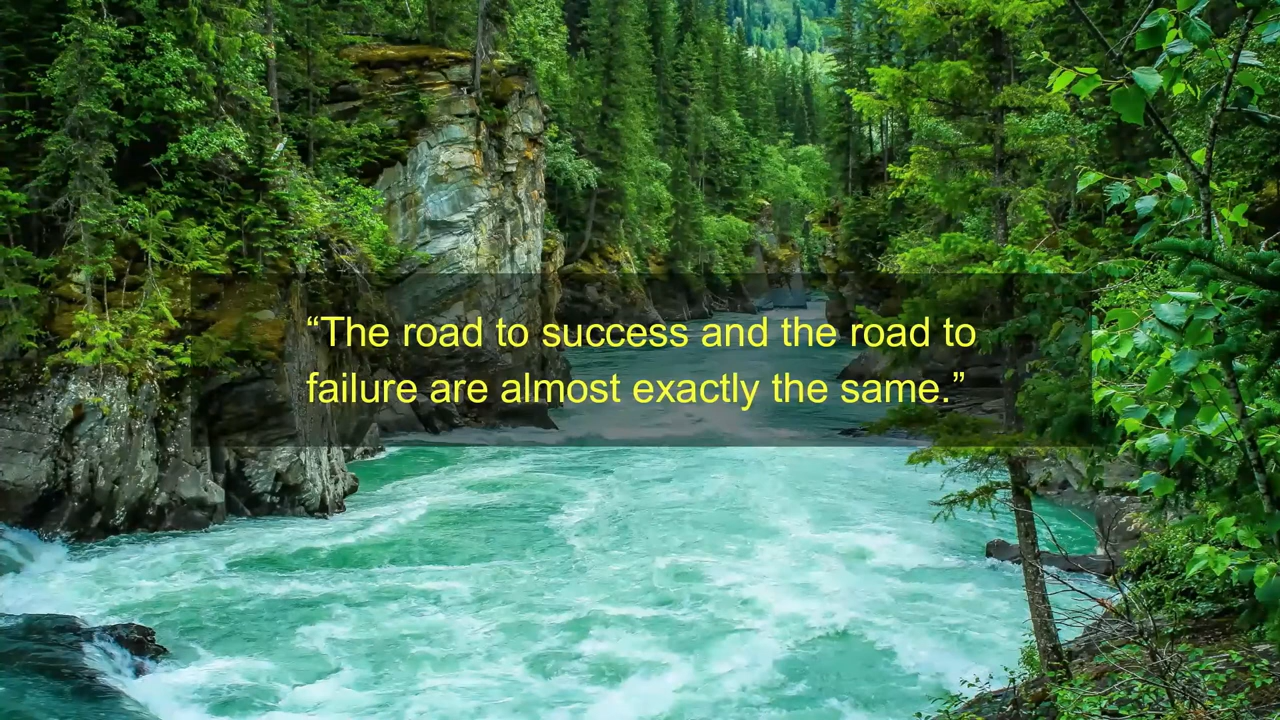 “The road to success and the road to
failure are almost exactly the same.”